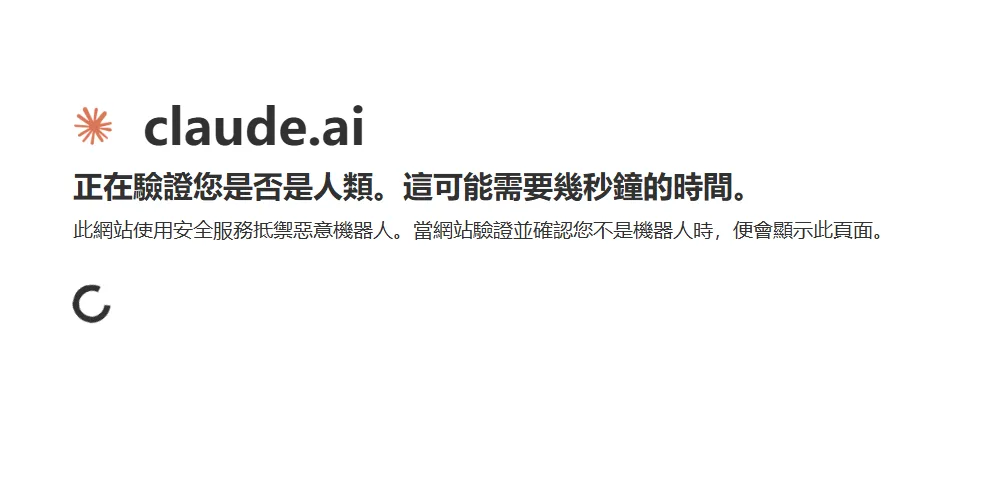 claude.ai
正在驗證您是否是人類。這可能需要幾秒鐘的時間。
此網站使用安全服務抵禦惡意機器人。當網站驗證並確認您不是機器人時，便會顯示此頁面。